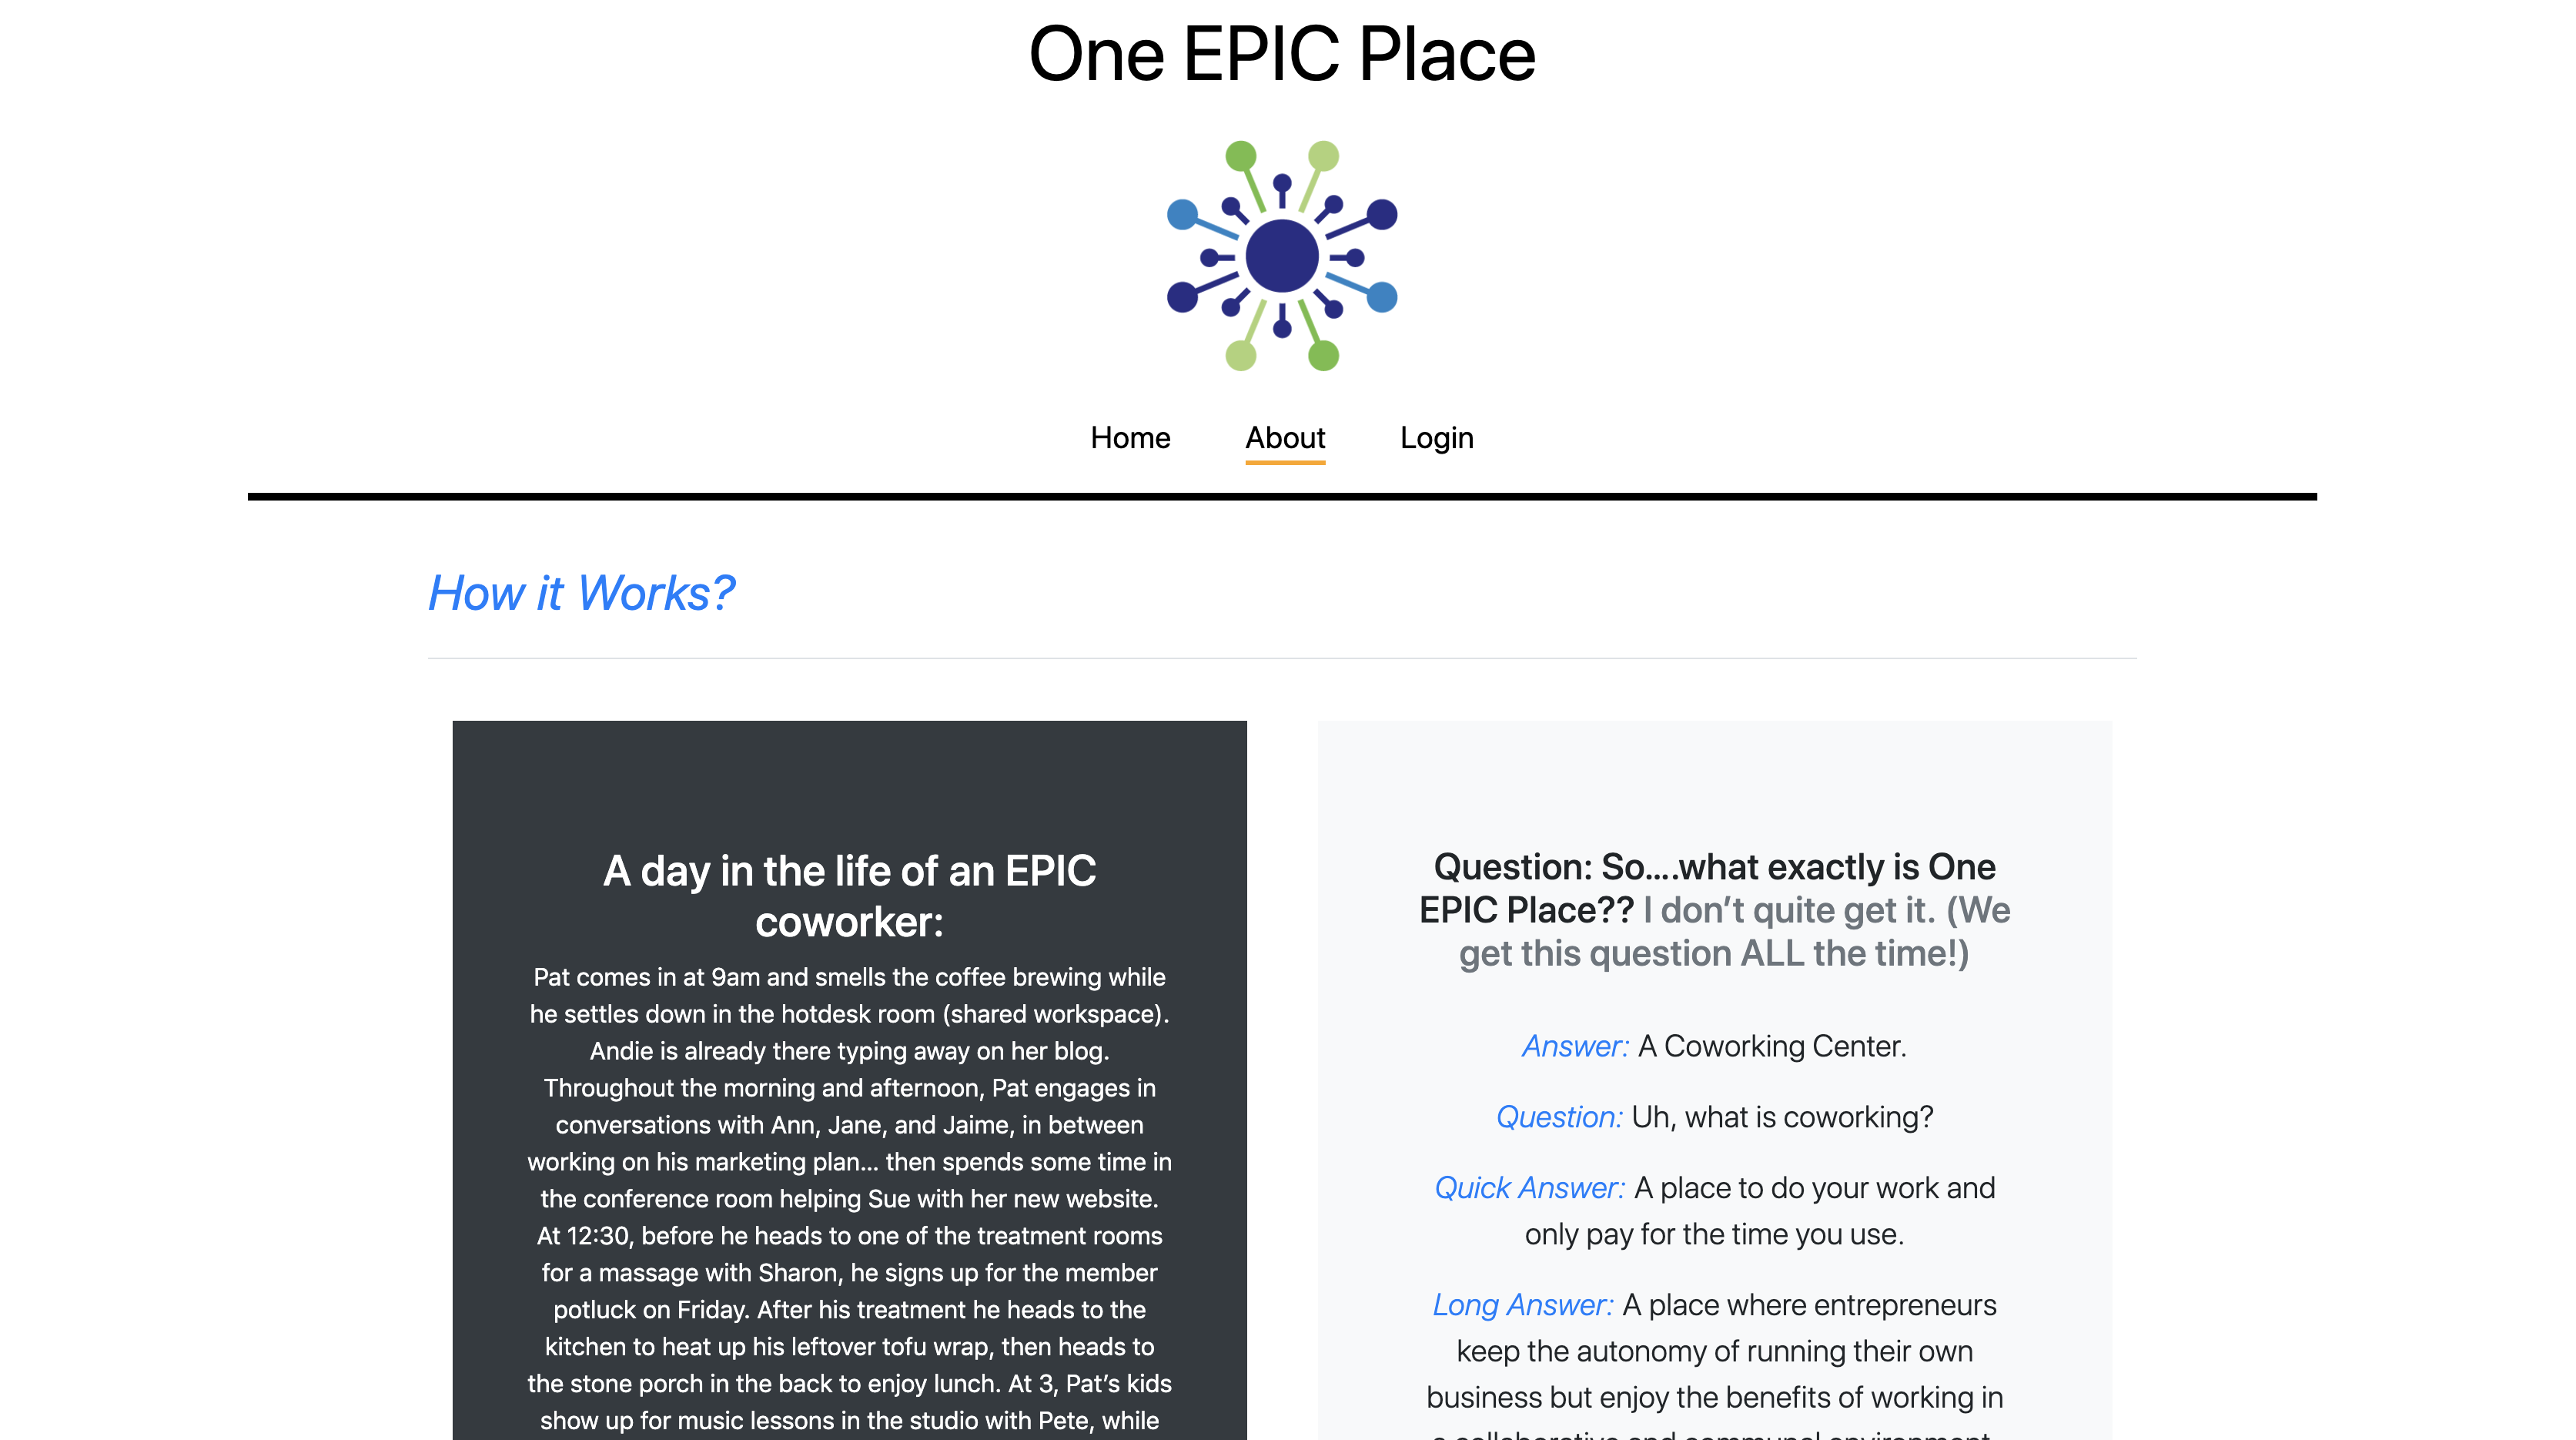 One EPIC Place
Home About Login
How it Works?
A day in the life of an EPIC
coworker:
Pat comes in at 9am and smells the coffee brewing while
he settles down in the hotdesk room (shared workspace).
Andie is already there typing away on her blog.
Throughout the morning and afternoon, Pat engages in
conversations with Ann, Jane, and Jaime, in between
working on his marketing plan... then spends some time in
the conference room helping Sue with her new website.
At 12:30, before he heads to one of the treatment rooms
for a massage with Sharon, he signs up for the member
potluck on Friday. After his treatment he heads to the
kitchen to heat up his leftover tofu wrap, then heads to
the stone porch in the back to enjoy lunch. At 3, Pat’s kids
show up for music lessons in the studio with Pete, while
Question: So….what exactly is One
EPIC Place?? I don’t quite get it. (We
get this question ALL the time!)
Answer: A Coworking Center.
Question: Uh, what is coworking?
Quick Answer: A place to do your work and
only pay for the time you use.
Long Answer: A place where entrepreneurs
keep the autonomy of running their own
business but enjoy the benefits of working in
a collaborative and communal environment